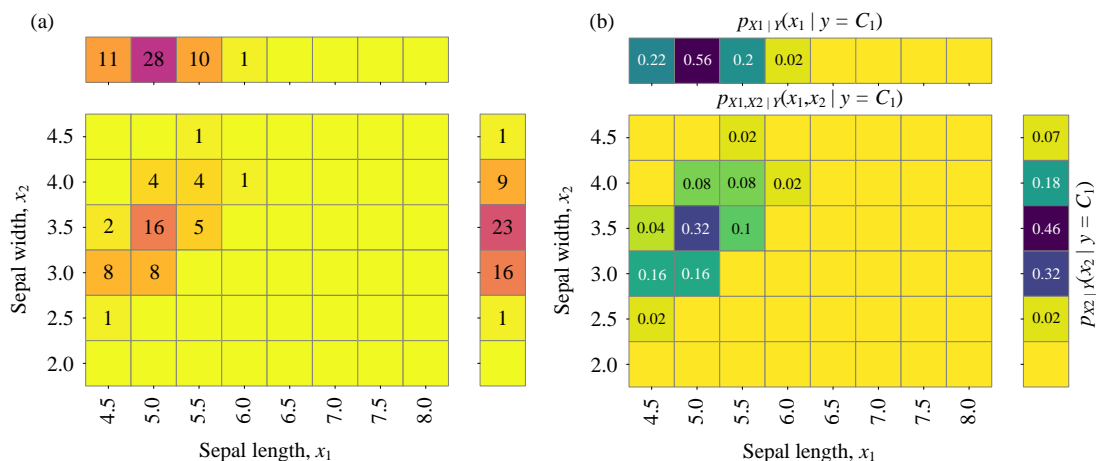 (a)
11 28 10 1
4.5 1 1
4.0 4 4 1 9
3.5 2 16 5 23
3.0 8 8 16
2.5 1 1
2.0
Sepal width, x2
4.5 5.0 5.5 6.0 6.5 7.0 7.5 8.0
Sepal length, x1
(b)
pX1 | Y(x1 | y = C1)
0.22 0.56 0.2 0.02
pX1,X2 | Y(x1,x2 | y = C1)
4.5 0.02 0.07
4.0 0.08 0.08 0.02 0.18
3.5 0.04 0.32 0.1 0.46
3.0 0.16 0.16 0.32
2.5 0.02 0.02
2.0
Sepal width, x2
pX2 | Y(x2 | y = C1)
4.5 5.0 5.5 6.0 6.5 7.0 7.5 8.0
Sepal length, x1